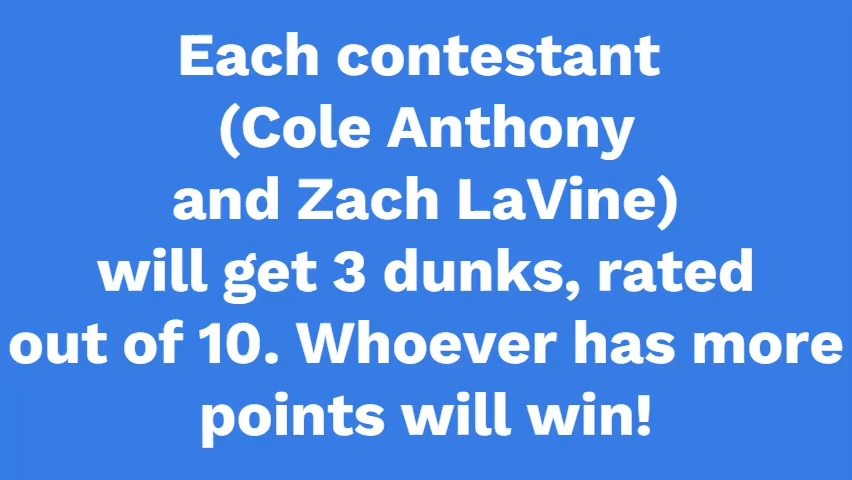 Each contestant
(Cole Anthony
and Zach LaVine)
will get 3 dunks, rated
out of 10. Whoever has more
points will win!